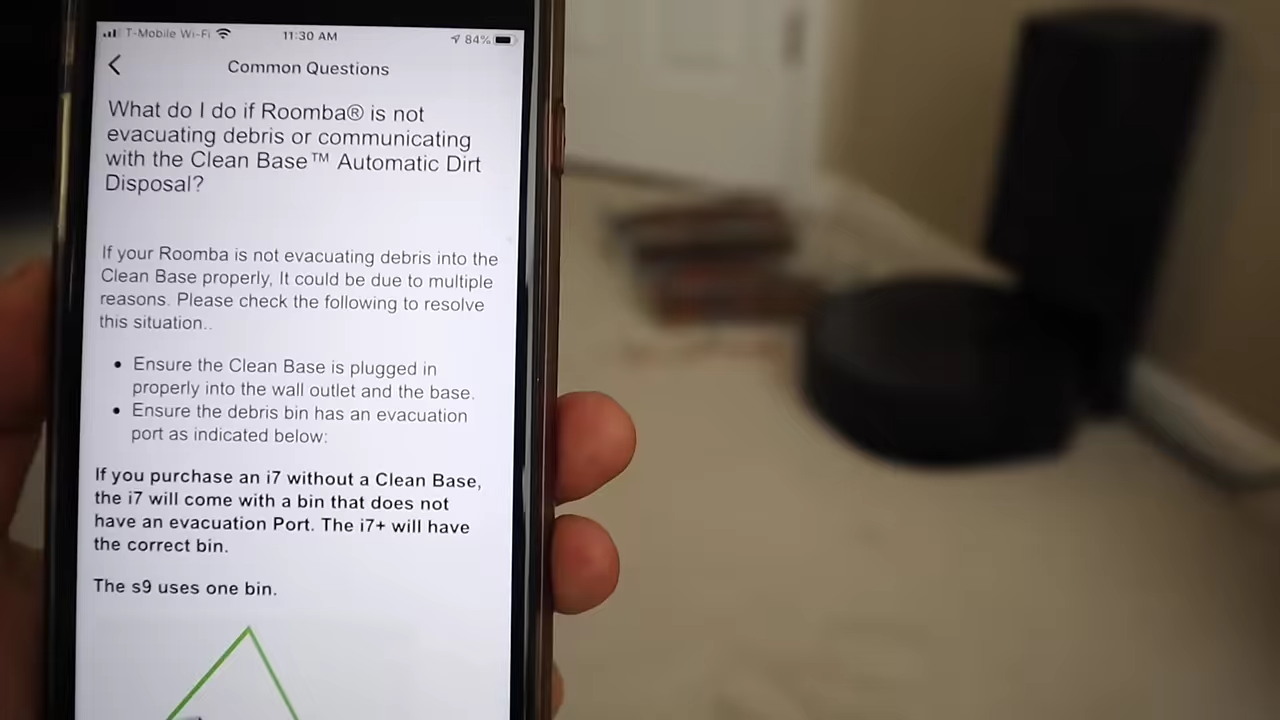 T-Mobile Wi-Fi 11:30 AM 84%
Common Questions
What do I do if Roomba® is not
evacuating debris or communicating
with the Clean Base™ Automatic Dirt
Disposal?
If your Roomba is not evacuating debris into the
Clean Base properly, It could be due to multiple
reasons. Please check the following to resolve
this situation..
• Ensure the Clean Base is plugged in
properly into the wall outlet and the base.
• Ensure the debris bin has an evacuation
port as indicated below:
If you purchase an i7 without a Clean Base,
the i7 will come with a bin that does not
have an evacuation Port. The i7+ will have
the correct bin.
The s9 uses one bin.